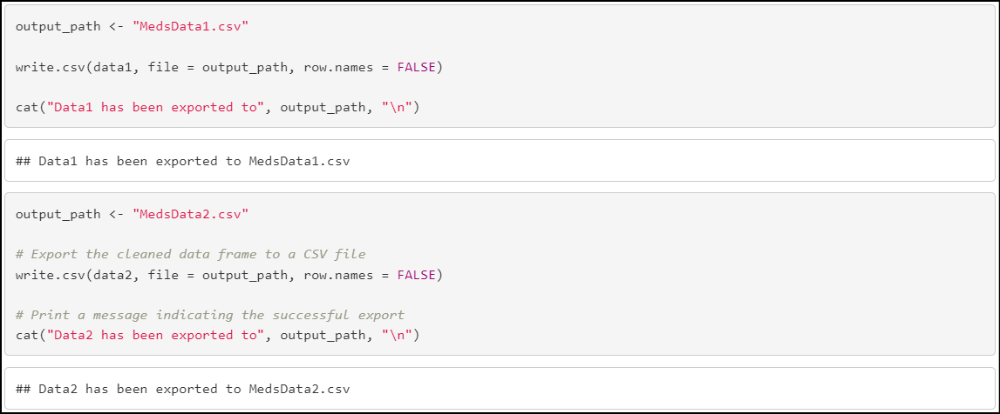 output_path <- "MedsData1.csv"
write.csv(data1, file = output_path, row.names = FALSE)
cat("Data1 has been exported to", output_path, "\n")
## Data1 has been exported to MedsData1.csv
output_path <- "MedsData2.csv"
# Export the cleaned data frame to a CSV file
write.csv(data2, file = output_path, row.names = FALSE)
# Print a message indicating the successful export
cat("Data2 has been exported to", output_path, "\n")
## Data2 has been exported to MedsData2.csv